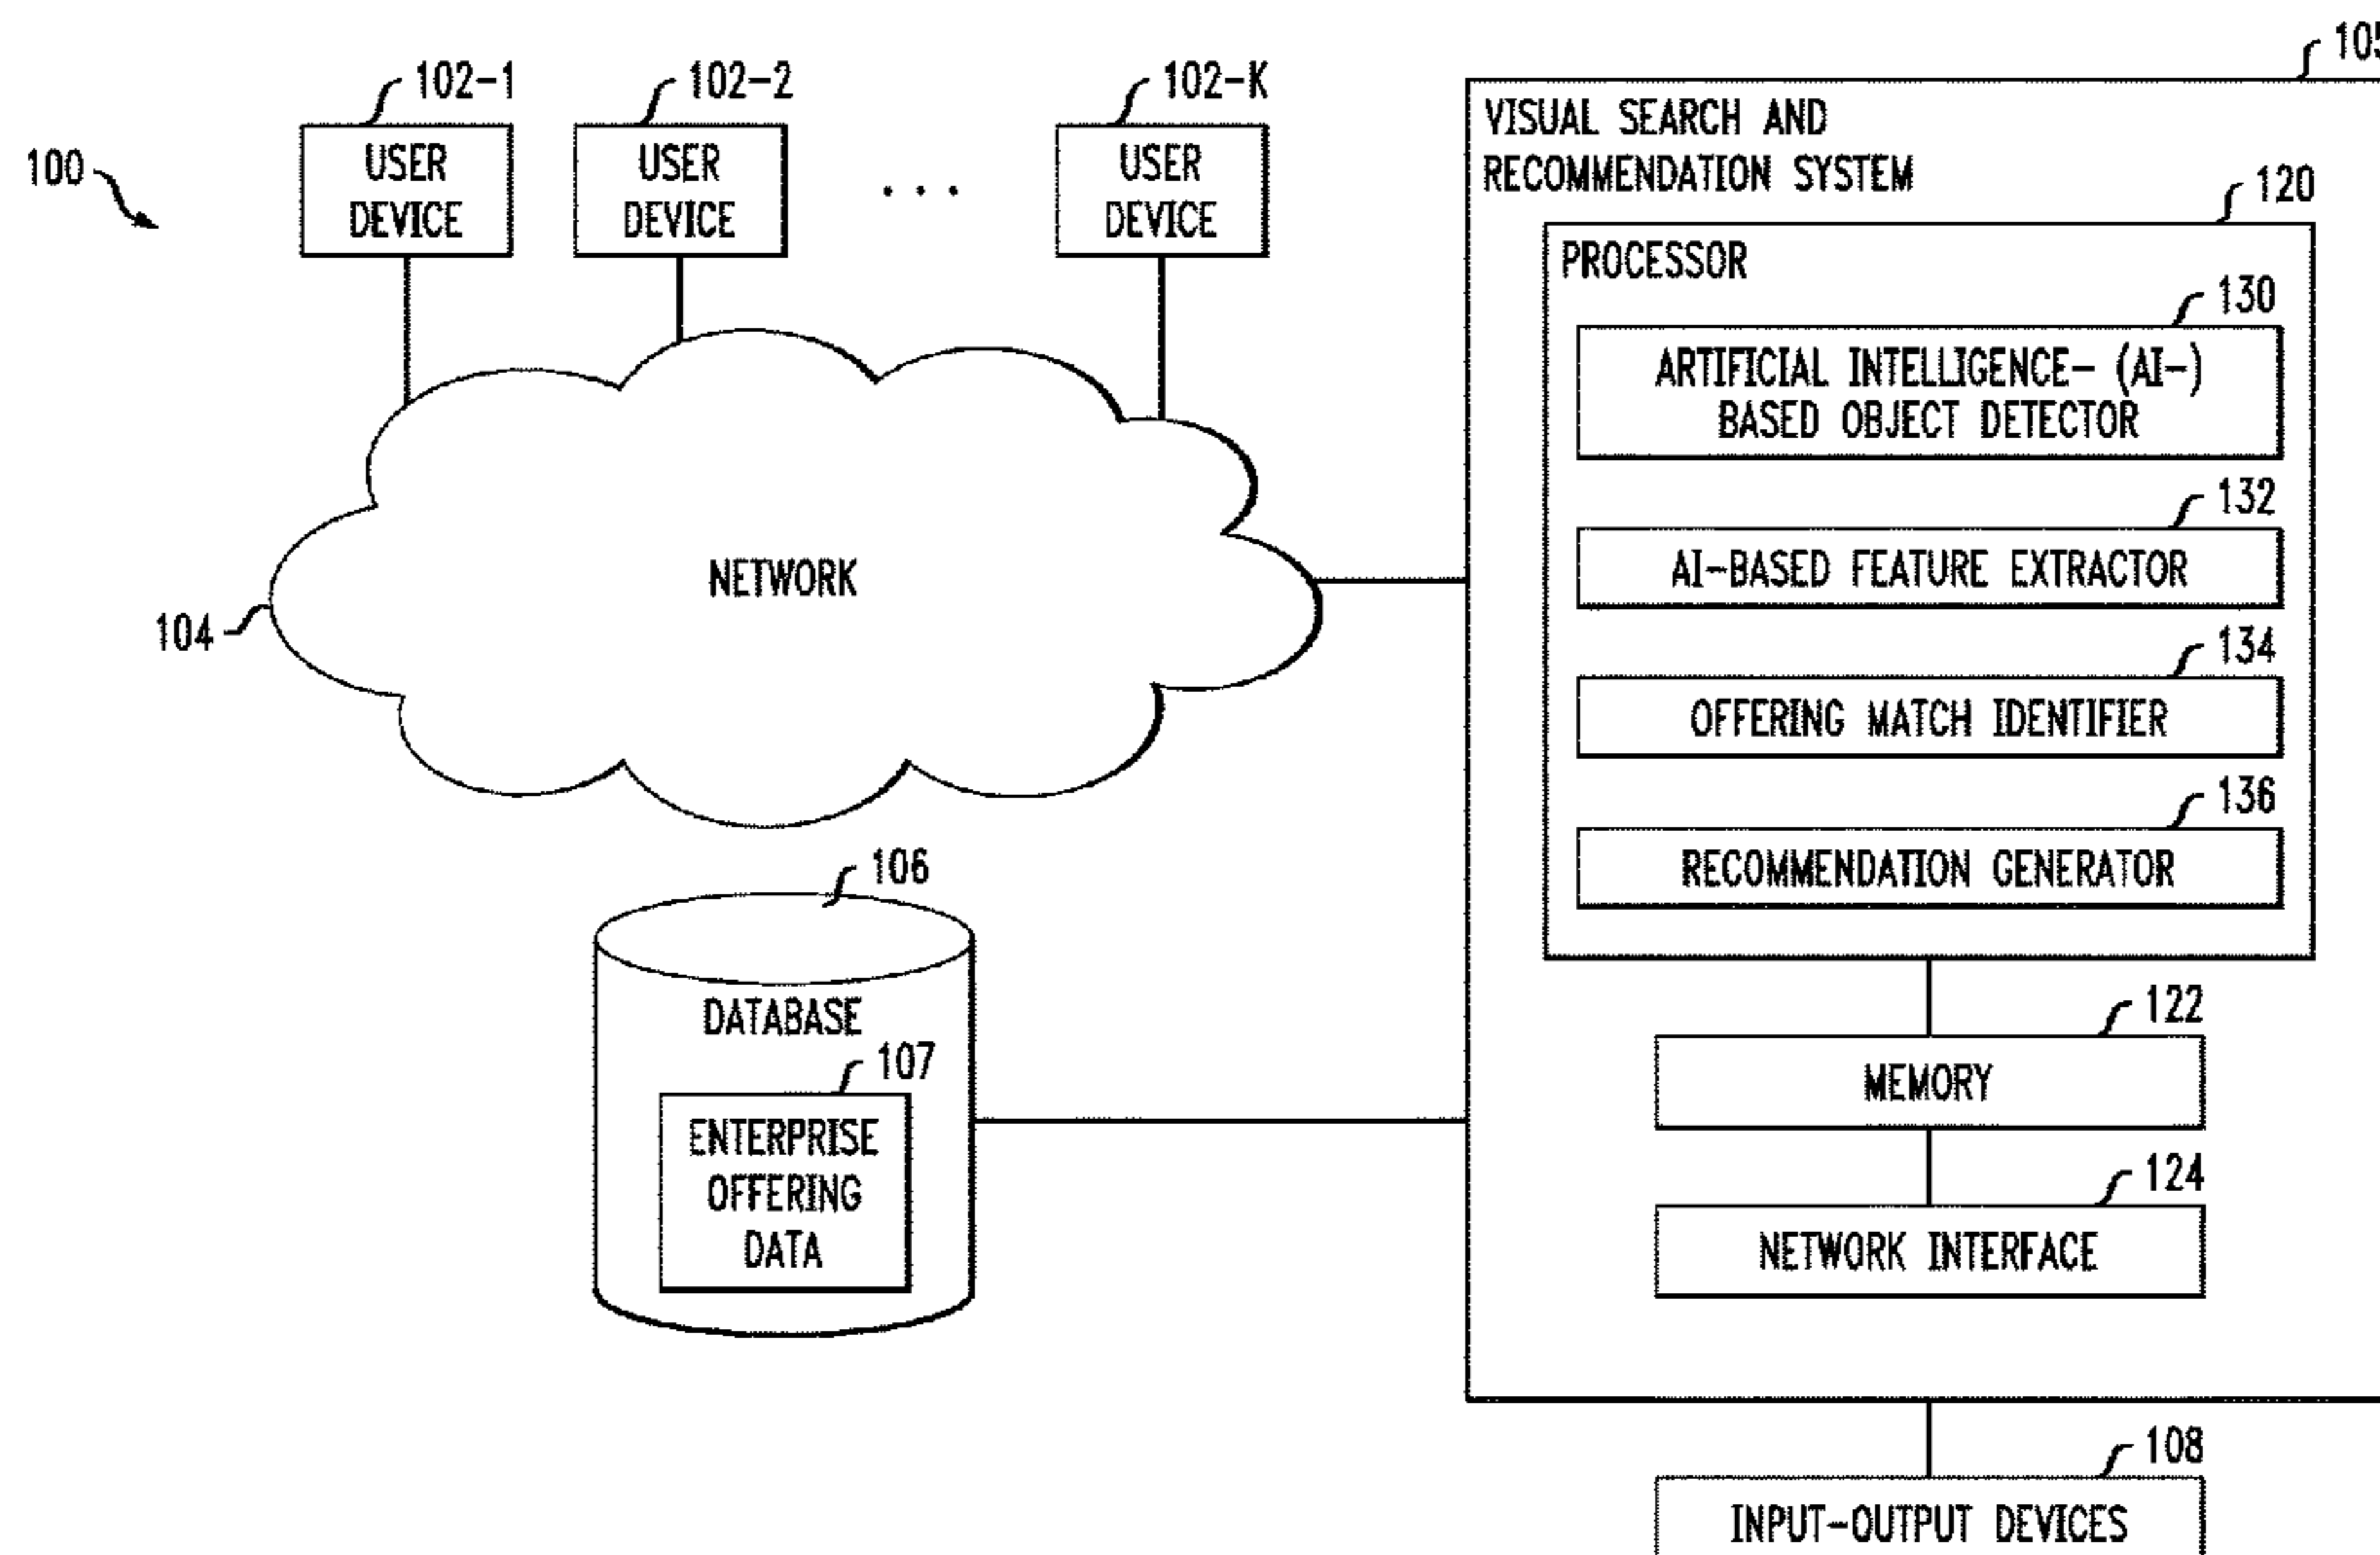 100
102-1
USER
DEVICE
102-2
USER
DEVICE
. . .
102-K
USER
DEVICE
NETWORK
104
106
DATABASE
107
ENTERPRISE
OFFERING
DATA
105
VISUAL SEARCH AND
RECOMMENDATION SYSTEM
120
PROCESSOR
130
ARTIFICIAL INTELLIGENCE- (AI-)
BASED OBJECT DETECTOR
132
AI-BASED FEATURE EXTRACTOR
134
OFFERING MATCH IDENTIFIER
136
RECOMMENDATION GENERATOR
122
MEMORY
124
NETWORK INTERFACE
108
INPUT-OUTPUT DEVICES